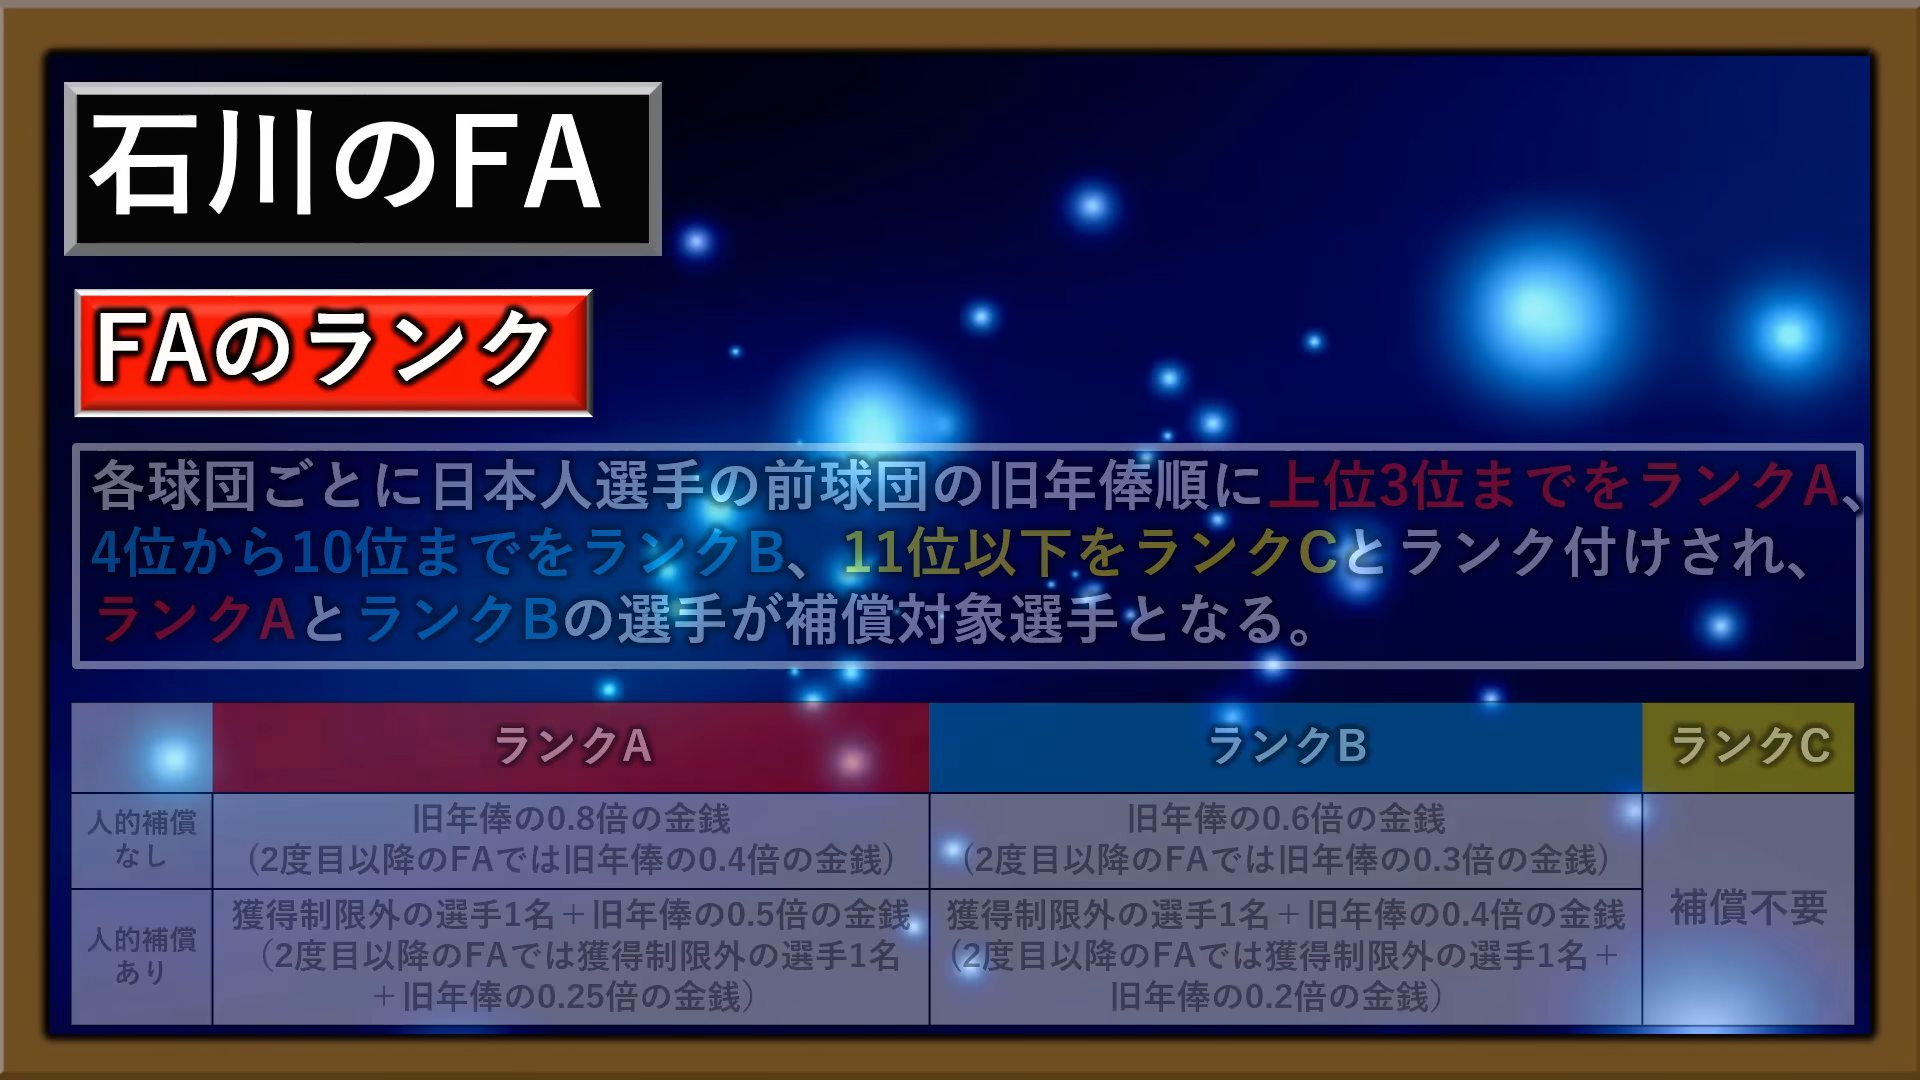 石川のFA
FAのランク
各球団ごとに日本人選手の前球団の旧年俸順に上位3位までをランクA、
4位から10位までをランクB、11位以下をランクCとランク付けされ、
ランクAとランクBの選手が補償対象選手となる。
ランクA
ランクB
ランクC
人的補償
なし
旧年俸の0.8倍の金銭
（2度目以降のFAでは旧年俸の0.4倍の金銭）
旧年俸の0.6倍の金銭
（2度目以降のFAでは旧年俸の0.3倍の金銭）
補償不要
人的補償
あり
獲得制限外の選手1名＋旧年俸の0.5倍の金銭
（2度目以降のFAでは獲得制限外の選手1名
＋旧年俸の0.25倍の金銭）
獲得制限外の選手1名＋旧年俸の0.4倍の金銭
（2度目以降のFAでは獲得制限外の選手1名＋
旧年俸の0.2倍の金銭）